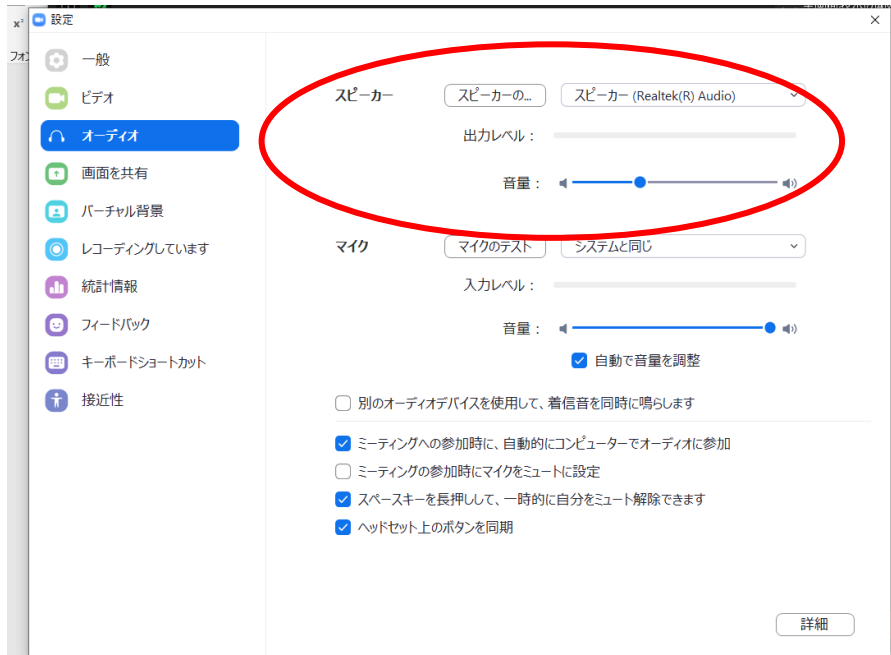 x²
設定
フォン
一般
ビデオ
オーディオ
画面を共有
バーチャル背景
レコーディングしています
統計情報
フィードバック
キーボードショートカット
接近性
スピーカー スピーカーの... スピーカー (Realtek(R) Audio)
出力レベル：
音量：
マイク マイクのテスト システムと同じ
入力レベル：
音量：
自動で音量を調整
別のオーディオデバイスを使用して、着信音を同時に鳴らします
ミーティングへの参加時に、自動的にコンピューターでオーディオに参加
ミーティングの参加時にマイクをミュートに設定
スペースキーを長押しして、一時的に自分をミュート解除できます
ヘッドセット上のボタンを同期
詳細